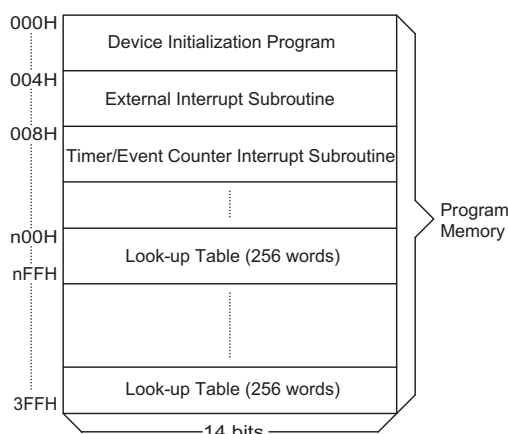 000H
Device Initialization Program
004H
External Interrupt Subroutine
008H
Timer/Event Counter Interrupt Subroutine
n00H
Look-up Table (256 words)
nFFH
Program
Memory
Look-up Table (256 words)
3FFH
14 bits